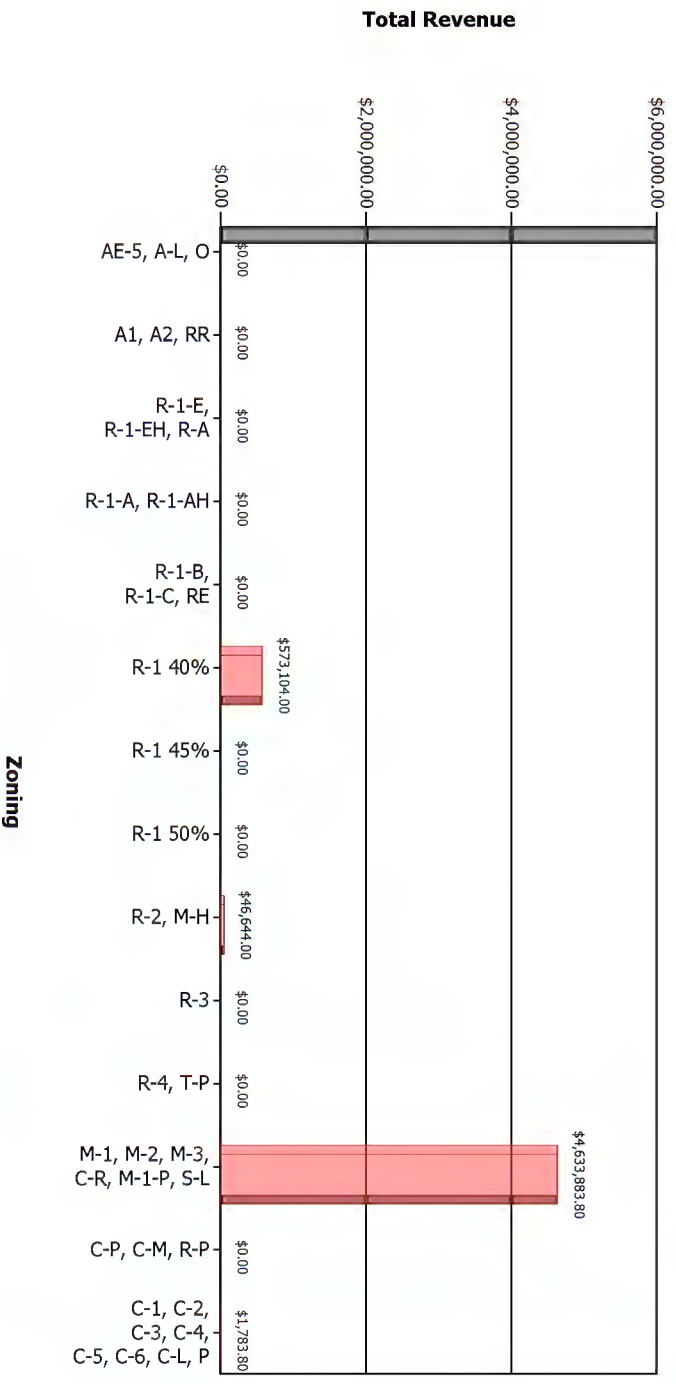 Total Revenue
$6,000,000.00
$4,000,000.00
$2,000,000.00
$0.00
AE-5, A-L, O
$0.00
A1, A2, RR
$0.00
R-1-E,
R-1-EH, R-A
$0.00
R-1-A, R-1-AH
$0.00
R-1-B,
R-1-C, RE
$0.00
R-1 40%
$573,104.00
R-1 45%
$0.00
R-1 50%
$0.00
R-2, M-H
$46,644.00
R-3
$0.00
R-4, T-P
$0.00
M-1, M-2, M-3,
C-R, M-1-P, S-L
$4,633,883.80
C-P, C-M, R-P
$0.00
C-1, C-2,
C-3, C-4,
C-5, C-6, C-L, P
$1,783.80
Zoning